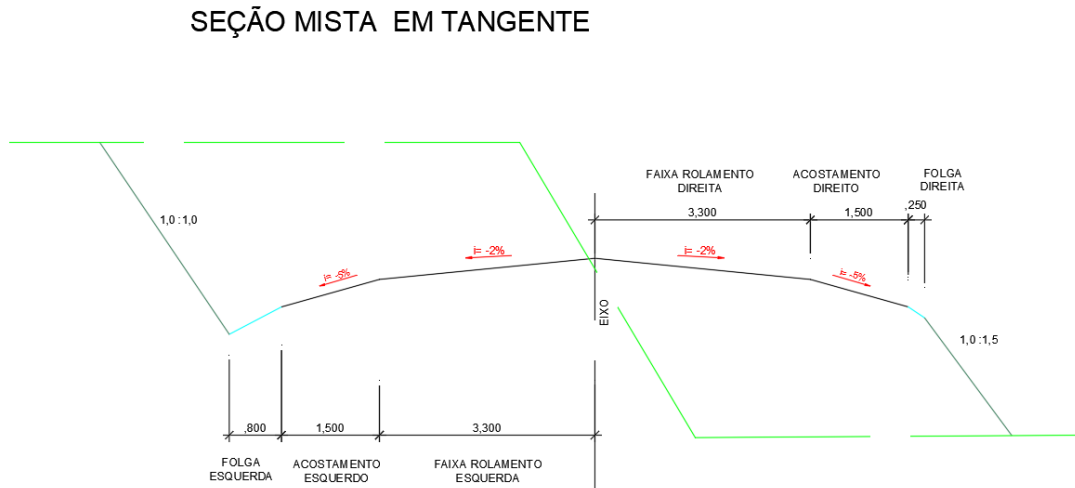 SEÇÃO MISTA EM TANGENTE
FAIXA ROLAMENTO
DIREITA
ACOSTAMENTO
DIREITO
FOLGA
DIREITA
3,300
1,500
,250
1,0 :1,0
i= -5%
i= -2%
i= -2%
i= -5%
EIXO
1,0 :1,5
,800
1,500
3,300
FOLGA
ESQUERDA
ACOSTAMENTO
ESQUERDO
FAIXA ROLAMENTO
ESQUERDA